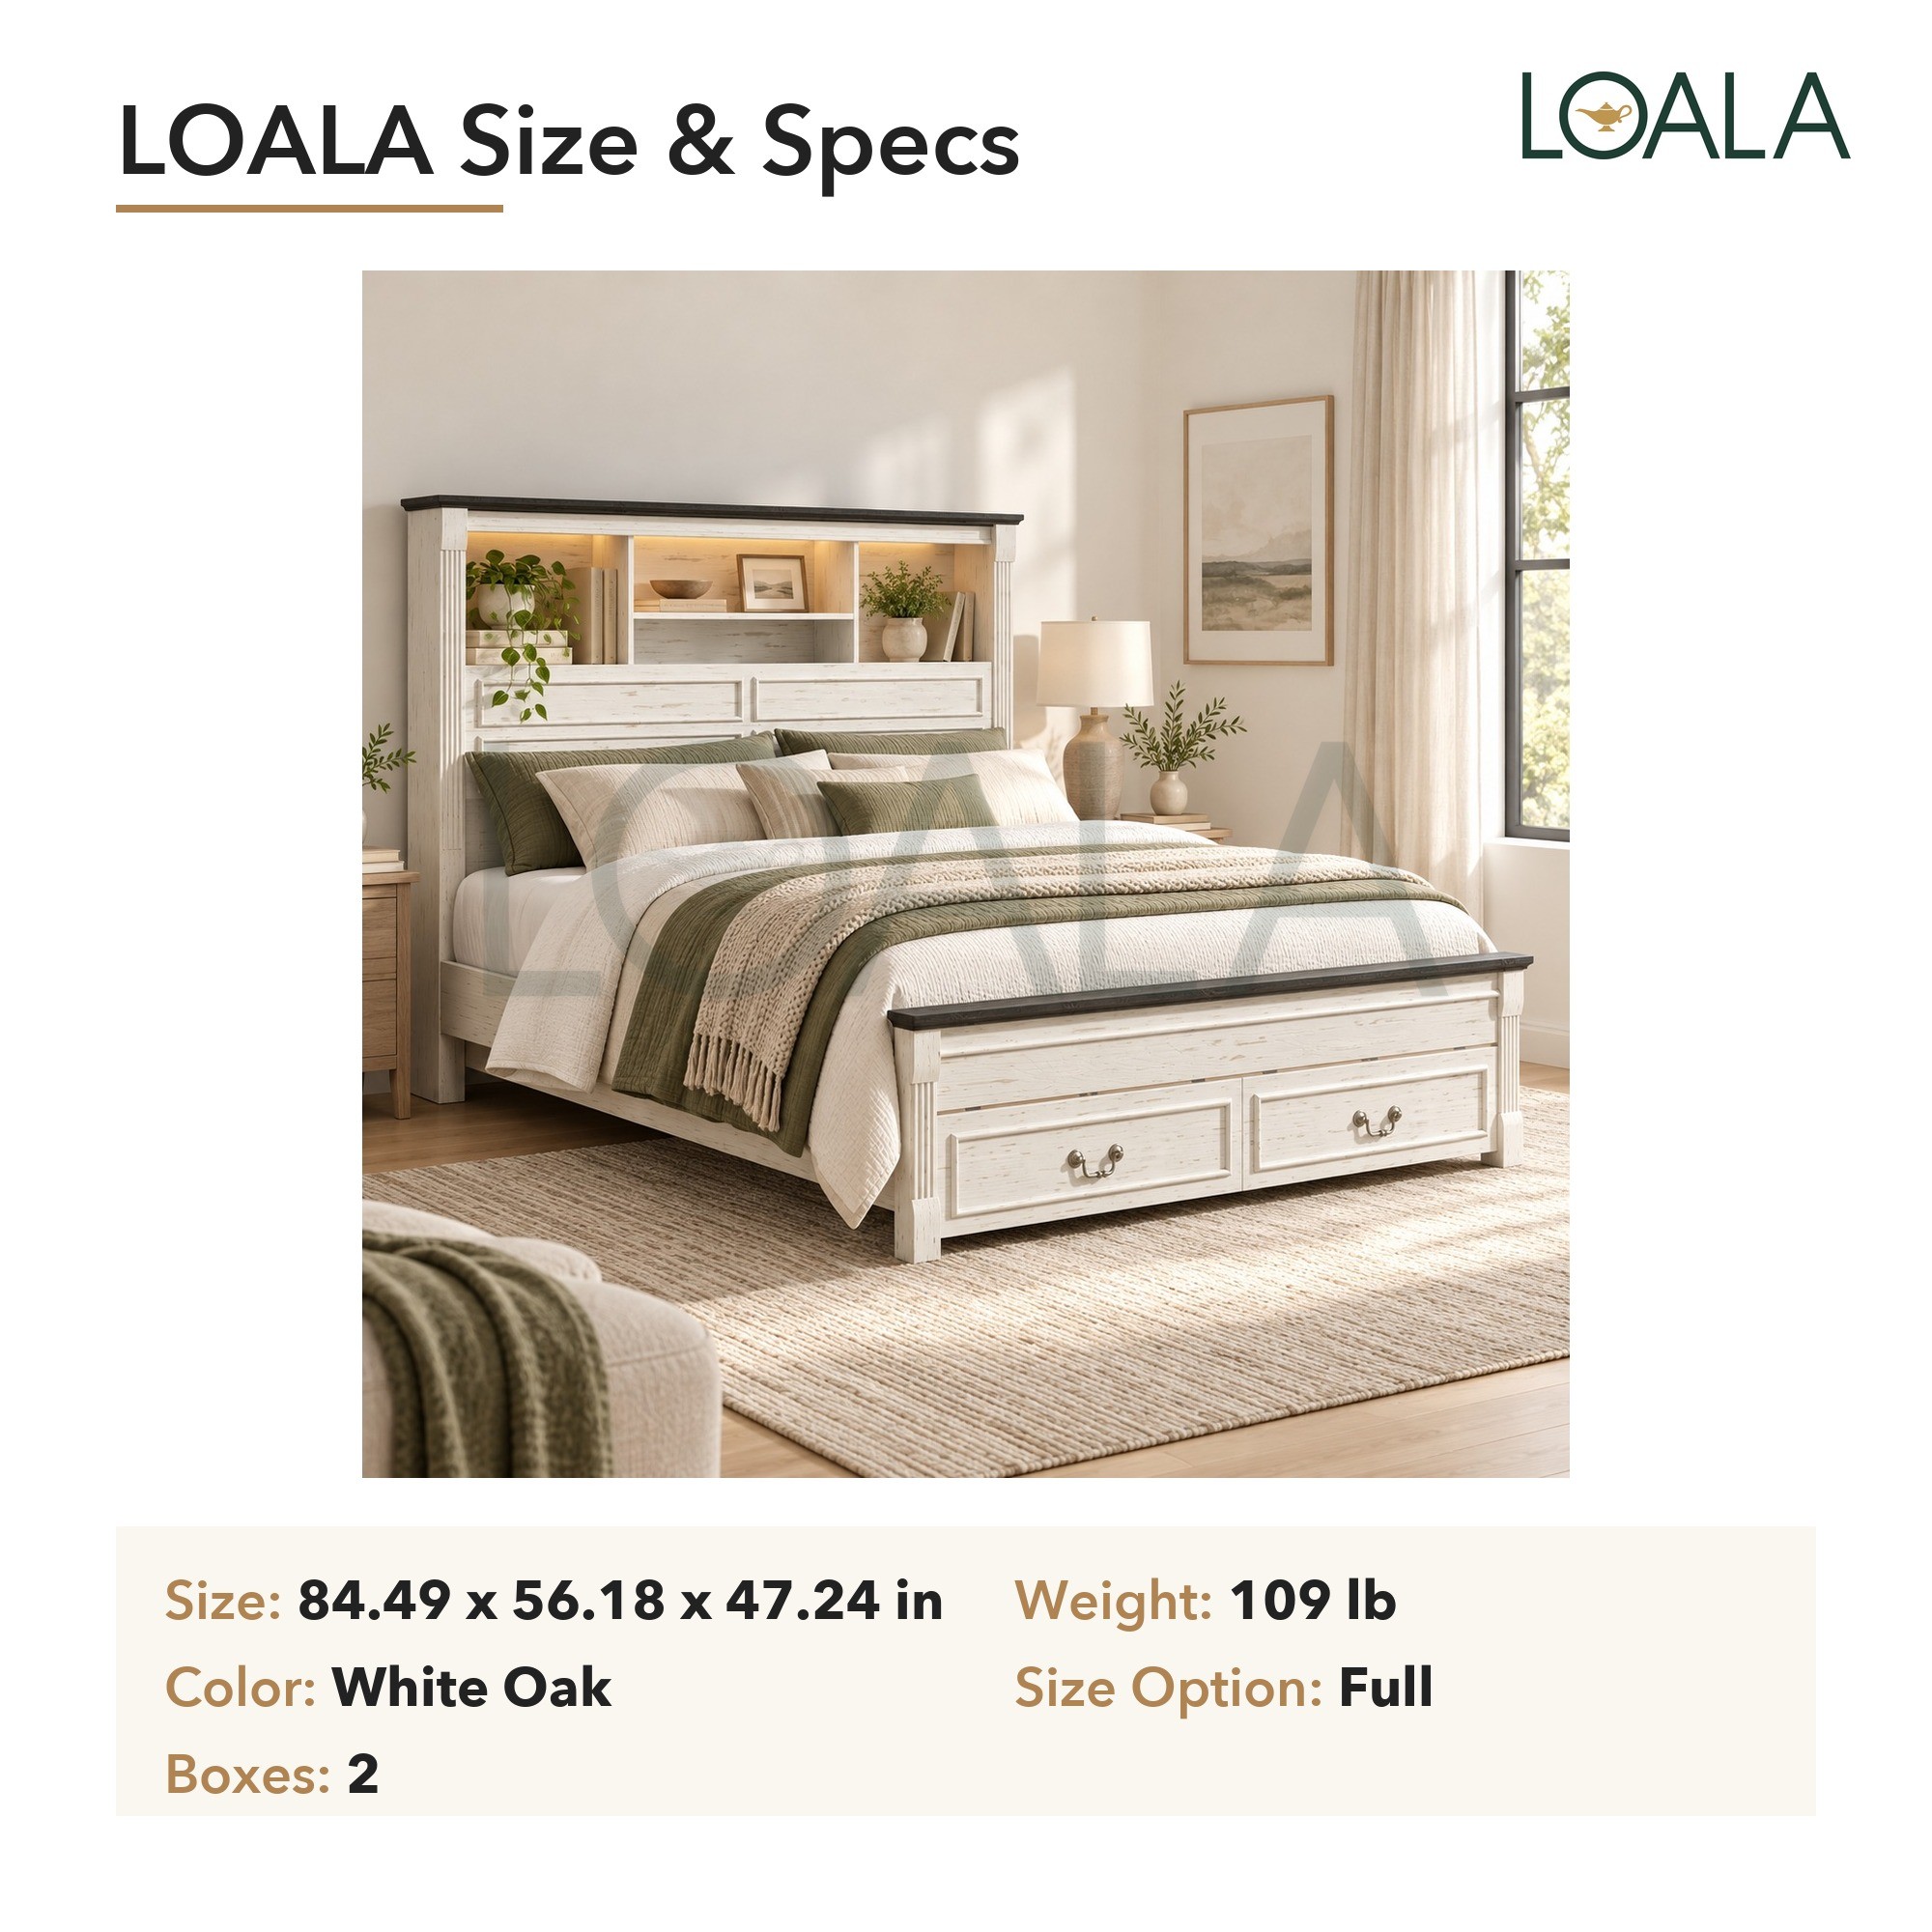 LOALA Size & Specs
LOALA
LOALA
Size: 84.49 x 56.18 x 47.24 in
Weight: 109 lb
Color: White Oak
Size Option: Full
Boxes: 2